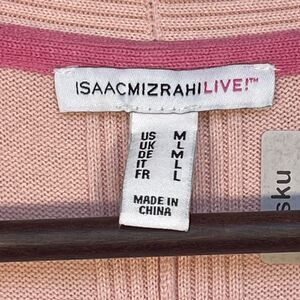 ISAACMIZRAHILIVE!™
US M
UK M
DE L
IT L
FR L
MADE IN
CHINA
sku